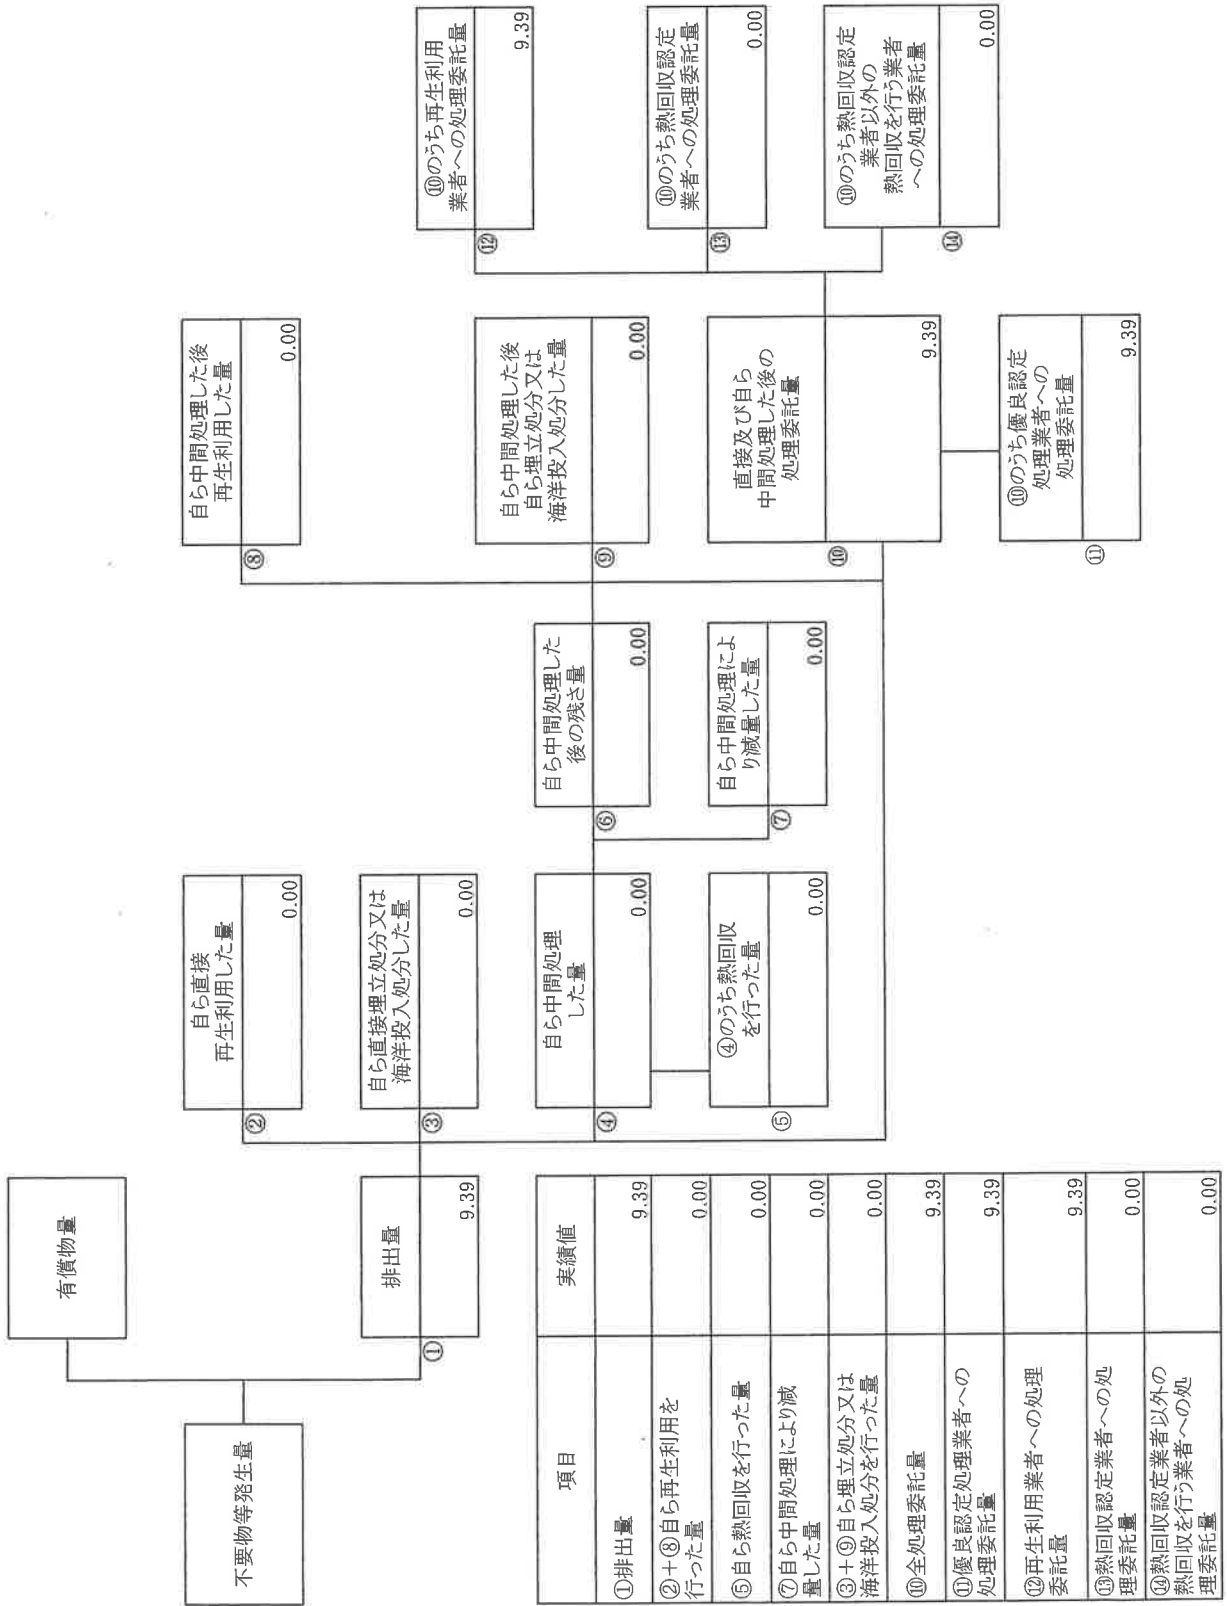 不要物等発生量
有償物量
①
排出量
9.39
②
自ら直接
再生利用した量
0.00
③
自ら直接埋立処分又は
海洋投入処分した量
0.00
④
自ら中間処理
した量
0.00
⑤
④のうち熱回収
を行った量
0.00
⑥
自ら中間処理した
後の残さ量
0.00
⑦
自ら中間処理によ
り減量した量
0.00
⑧
自ら中間処理した後
再生利用した量
0.00
⑨
自ら中間処理した後
自ら埋立処分又は
海洋投入処分した量
0.00
⑩
直接及び自ら
中間処理した後の
処理委託量
9.39
⑪
⑩のうち優良認定
処理業者への
処理委託量
9.39
⑫
⑩のうち再生利用
業者への処理委託量
9.39
⑬
⑩のうち熱回収認定
業者への処理委託量
0.00
⑭
⑩のうち熱回収認定
業者以外の
熱回収を行う業者
への処理委託量
0.00
項目
実績値
①排出量
9.39
②+⑧自ら再生利用を
行った量
0.00
⑤自ら熱回収を行った量
0.00
⑦自ら中間処理により減
量した量
0.00
③+⑨自ら埋立処分又は
海洋投入処分を行った量
0.00
⑩全処理委託量
9.39
⑪優良認定処理業者への
処理委託量
9.39
⑫再生利用業者への処理
委託量
9.39
⑬熱回収認定業者への処
理委託量
0.00
⑭熱回収認定業者以外の
熱回収を行う業者への処
理委託量
0.00